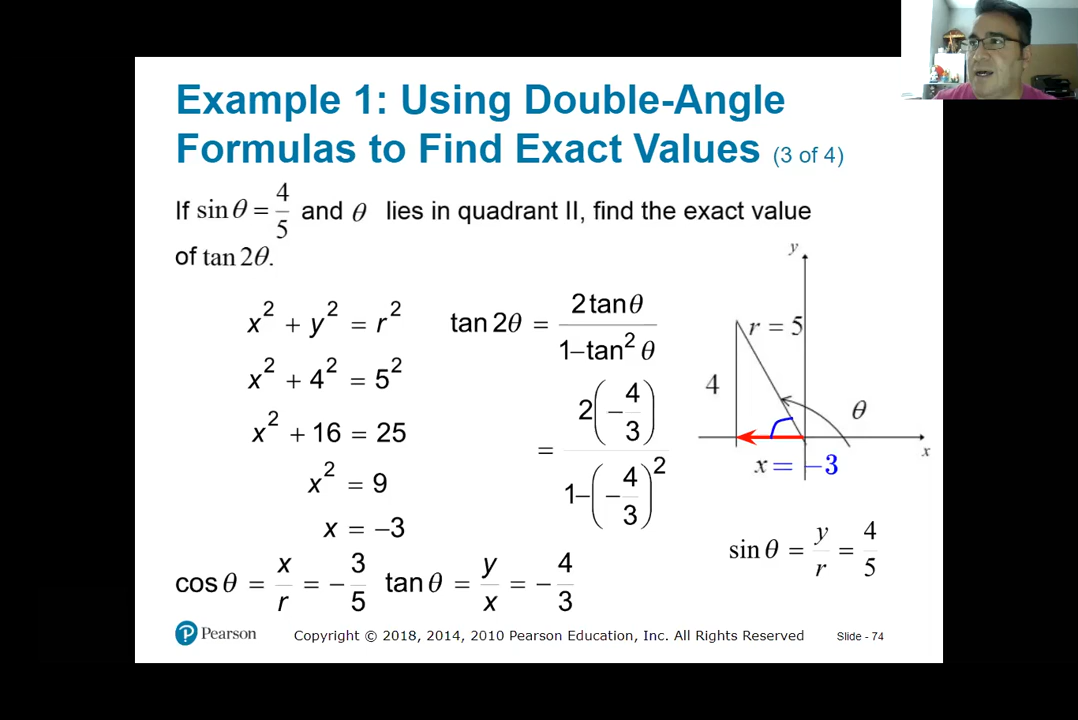 Example 1: Using Double-Angle
Formulas to Find Exact Values (3 of 4)
If sin θ = 4/5 and θ lies in quadrant II, find the exact value
of tan 2θ.
x² + y² = r²
x² + 4² = 5²
x² + 16 = 25
x² = 9
x = −3
cos θ = x/r = −3/5
tan θ = y/x = −4/3
tan 2θ = 2 tan θ / 1−tan² θ
= 2(−4/3) / 1−(−4/3)²
y
r = 5
4
θ
x
x = −3
sin θ = y/r = 4/5
P Pearson
Copyright © 2018, 2014, 2010 Pearson Education, Inc. All Rights Reserved
Slide - 74